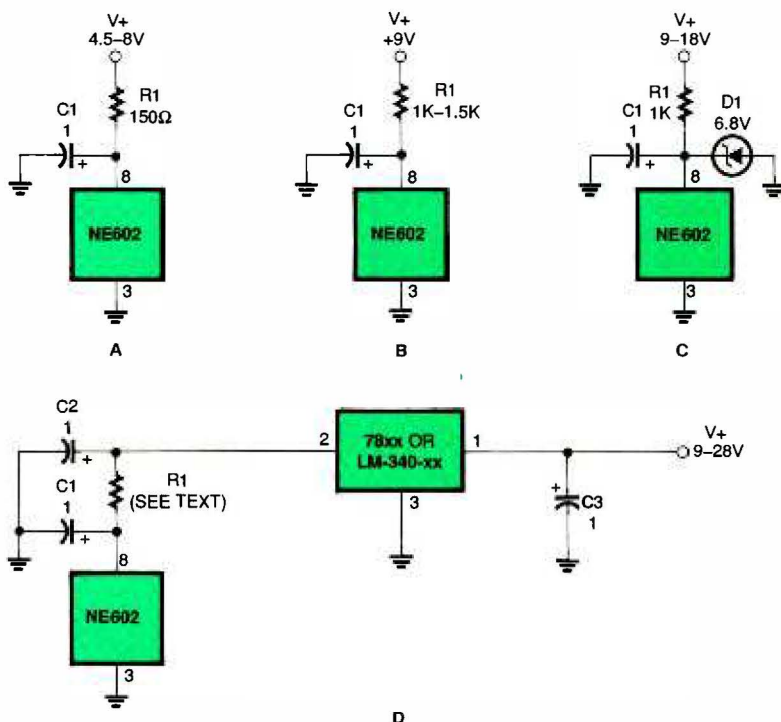 V+
4.5–8V
C1
1
R1
150Ω
+
8
NE602
3
A
V+
+9V
C1
1
R1
1K–1.5K
+
8
NE602
3
B
V+
9–18V
C1
1
R1
1K
D1
6.8V
+
8
NE602
3
C
C2
1
+
R1
(SEE TEXT)
C1
1
+
8
NE602
3
2
78xx OR
LM-340-xx
1
3
+
C3
1
V+
9–28V
D